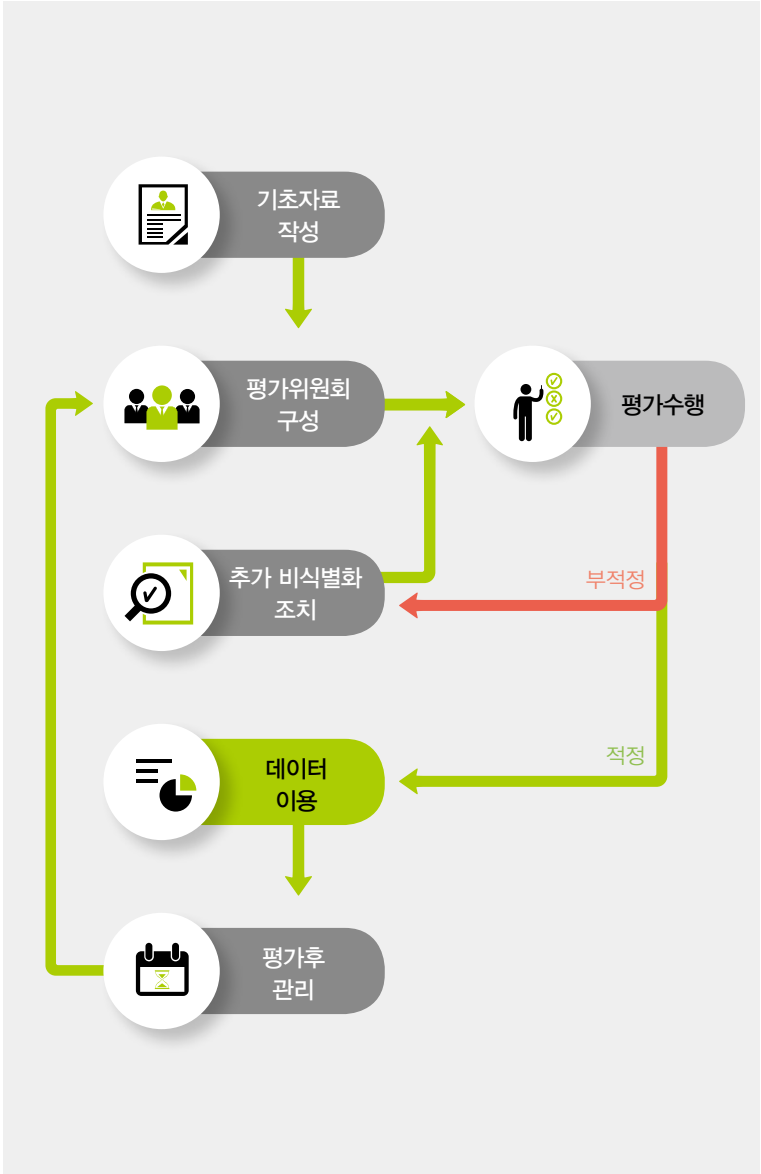 기초자료
작성
평가위원회
구성
평가수행
추가 비식별화
조치
부적정
적정
데이터
이용
평가후
관리